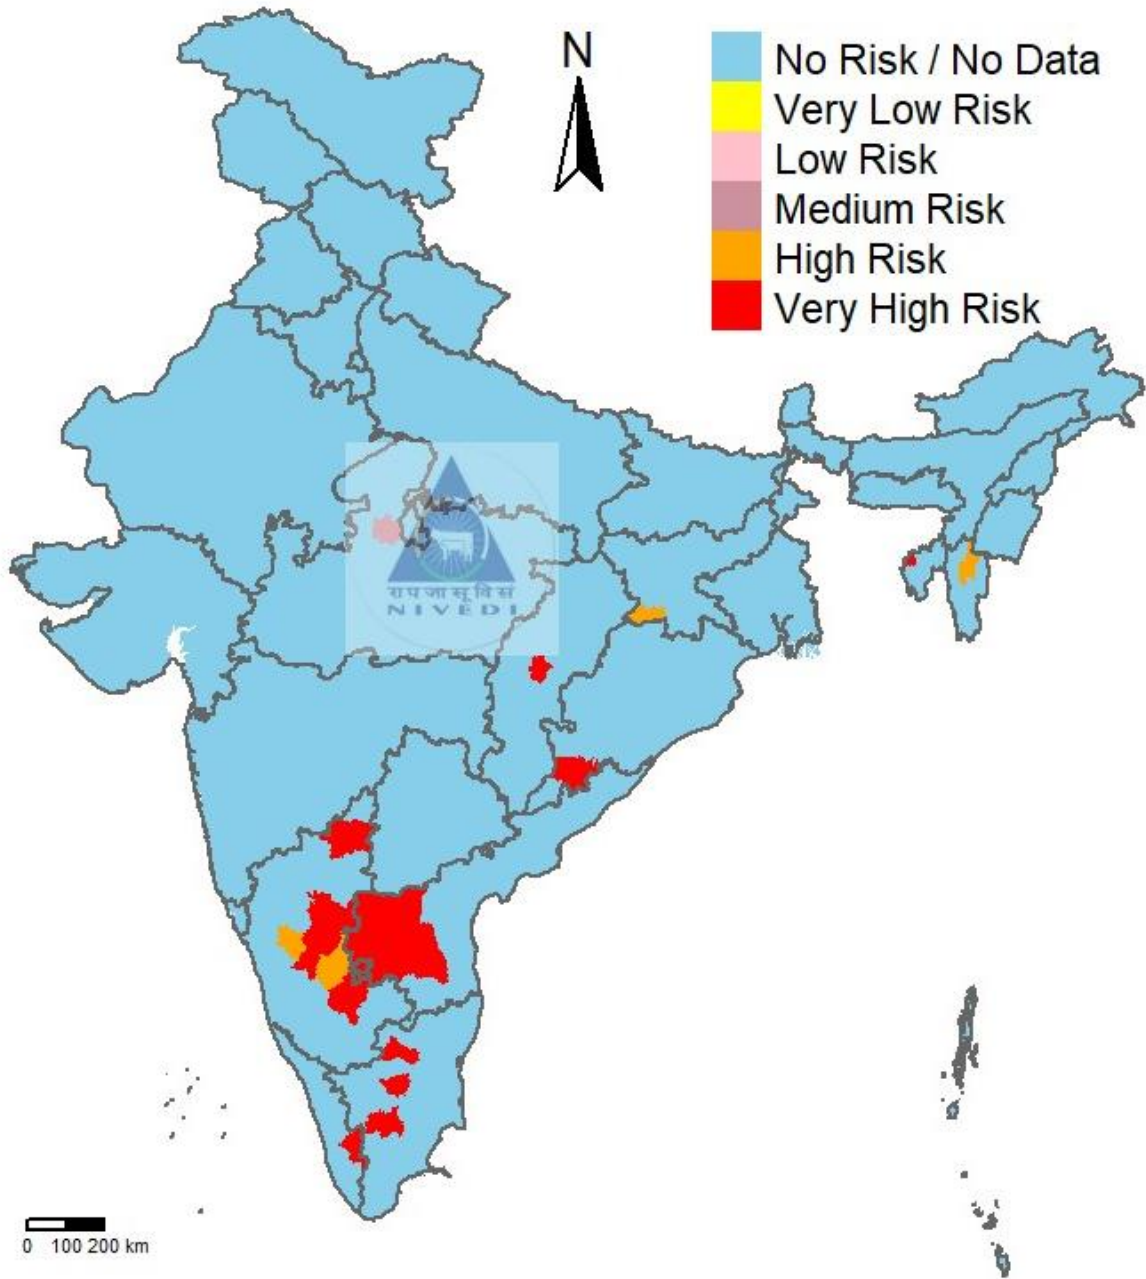 N
No Risk / No Data
Very Low Risk
Low Risk
Medium Risk
High Risk
Very High Risk
रा प जा सू वि सं
NIVEDI
0 100 200 km